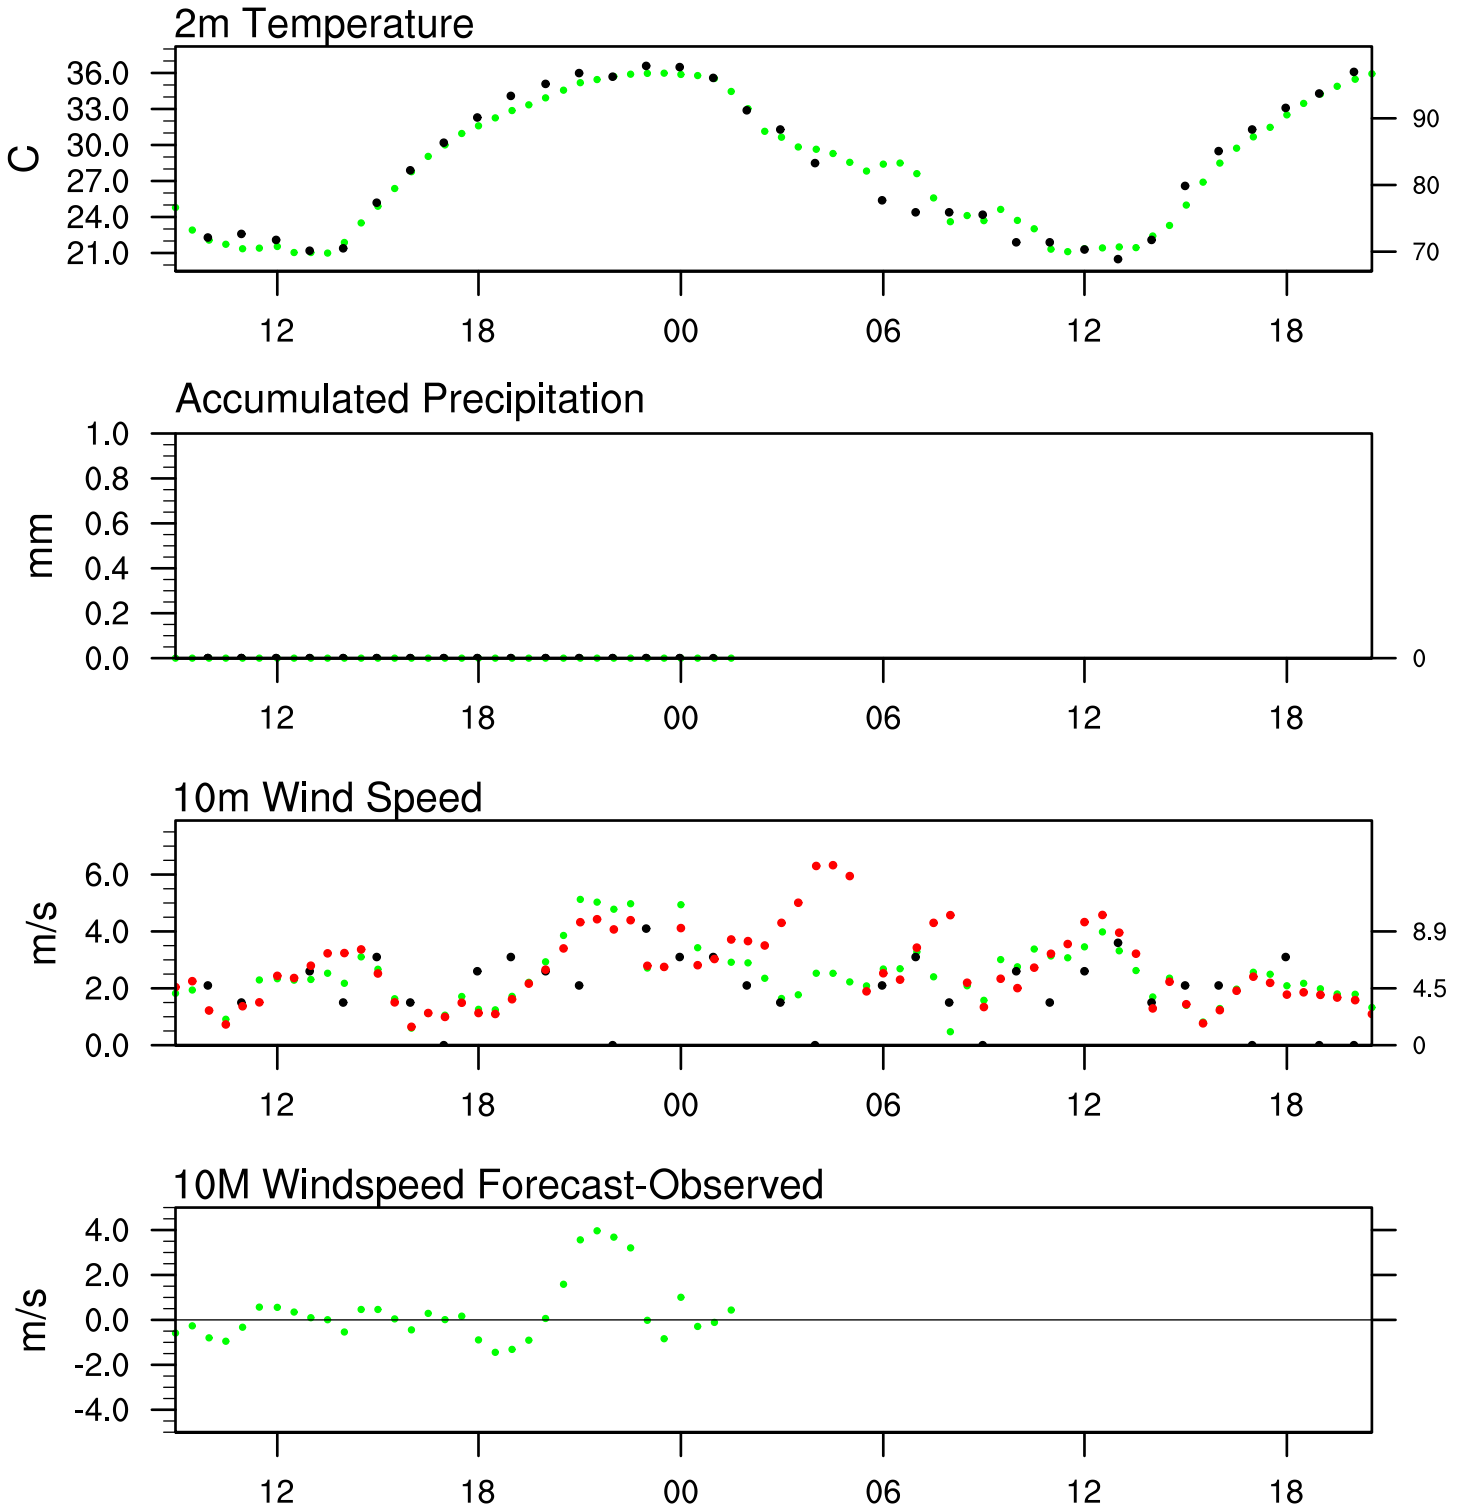 2m Temperature
36.0
33.0
90
30.0
C
27.0
80
24.0
21.0
70
12 18 00 06 12 18
Accumulated Precipitation
1.0
0.8
0.6
mm
0.4
0.2
0.0
0
12 18 00 06 12 18
10m Wind Speed
6.0
4.0
8.9
m/s
2.0
4.5
0.0
0
12 18 00 06 12 18
10M Windspeed Forecast-Observed
4.0
2.0
0.0
m/s
-2.0
-4.0
12 18 00 06 12 18